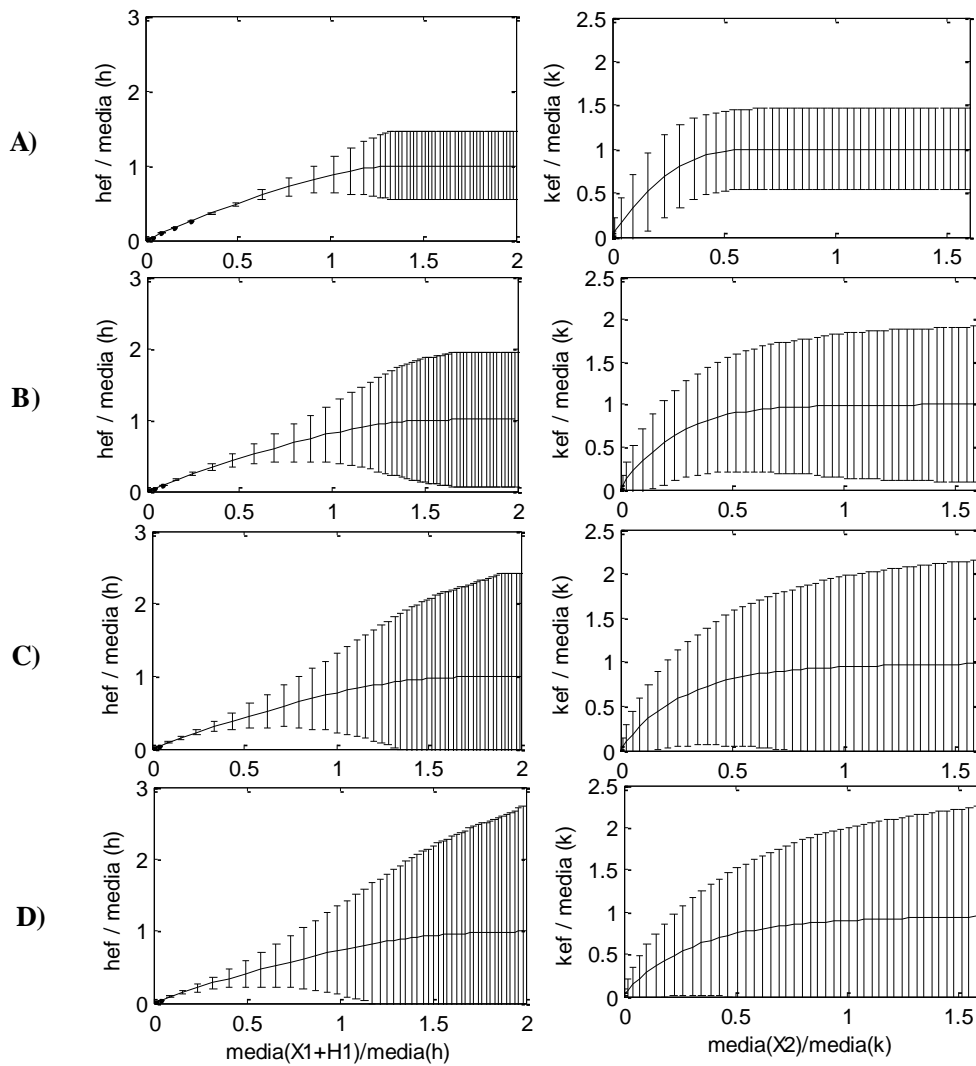 A)
hef / media (h)
3
2
1
0
0 0.5 1 1.5 2
kef / media (k)
2.5
2
1.5
1
0.5
0
0 0.5 1 1.5
B)
hef / media (h)
3
2
1
0
0 0.5 1 1.5 2
kef / media (k)
2.5
2
1.5
1
0.5
0
0 0.5 1 1.5
C)
hef / media (h)
3
2
1
0
0 0.5 1 1.5 2
kef / media (k)
2.5
2
1.5
1
0.5
0
0 0.5 1 1.5
D)
hef / media (h)
3
2
1
0
0 0.5 1 1.5 2
media(X1+H1)/media(h)
kef / media (k)
2.5
2
1.5
1
0.5
0
0 0.5 1 1.5
media(X2)/media(k)